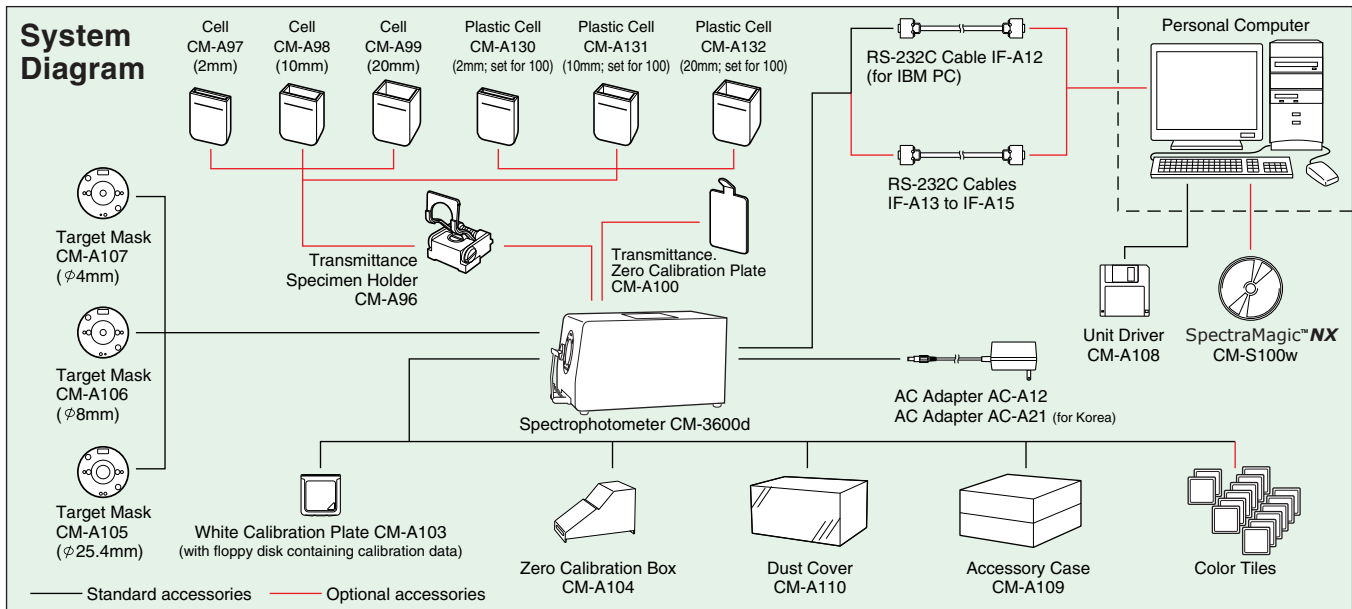 System
Diagram
Cell
CM-A97
(2mm)
Cell
CM-A98
(10mm)
Cell
CM-A99
(20mm)
Plastic Cell
CM-A130
(2mm; set for 100)
Plastic Cell
CM-A131
(10mm; set for 100)
Plastic Cell
CM-A132
(20mm; set for 100)
RS-232C Cable IF-A12
(for IBM PC)
RS-232C Cables
IF-A13 to IF-A15
Personal Computer
Target Mask
CM-A107
(φ4mm)
Target Mask
CM-A106
(φ8mm)
Target Mask
CM-A105
(φ25.4mm)
Transmittance
Specimen Holder
CM-A96
Transmittance.
Zero Calibration Plate
CM-A100
Unit Driver
CM-A108
SpectraMagic™ NX
CM-S100w
Spectrophotometer CM-3600d
AC Adapter AC-A12
AC Adapter AC-A21 (for Korea)
White Calibration Plate CM-A103
(with floppy disk containing calibration data)
Zero Calibration Box
CM-A104
Dust Cover
CM-A110
Accessory Case
CM-A109
Color Tiles
Standard accessories
Optional accessories